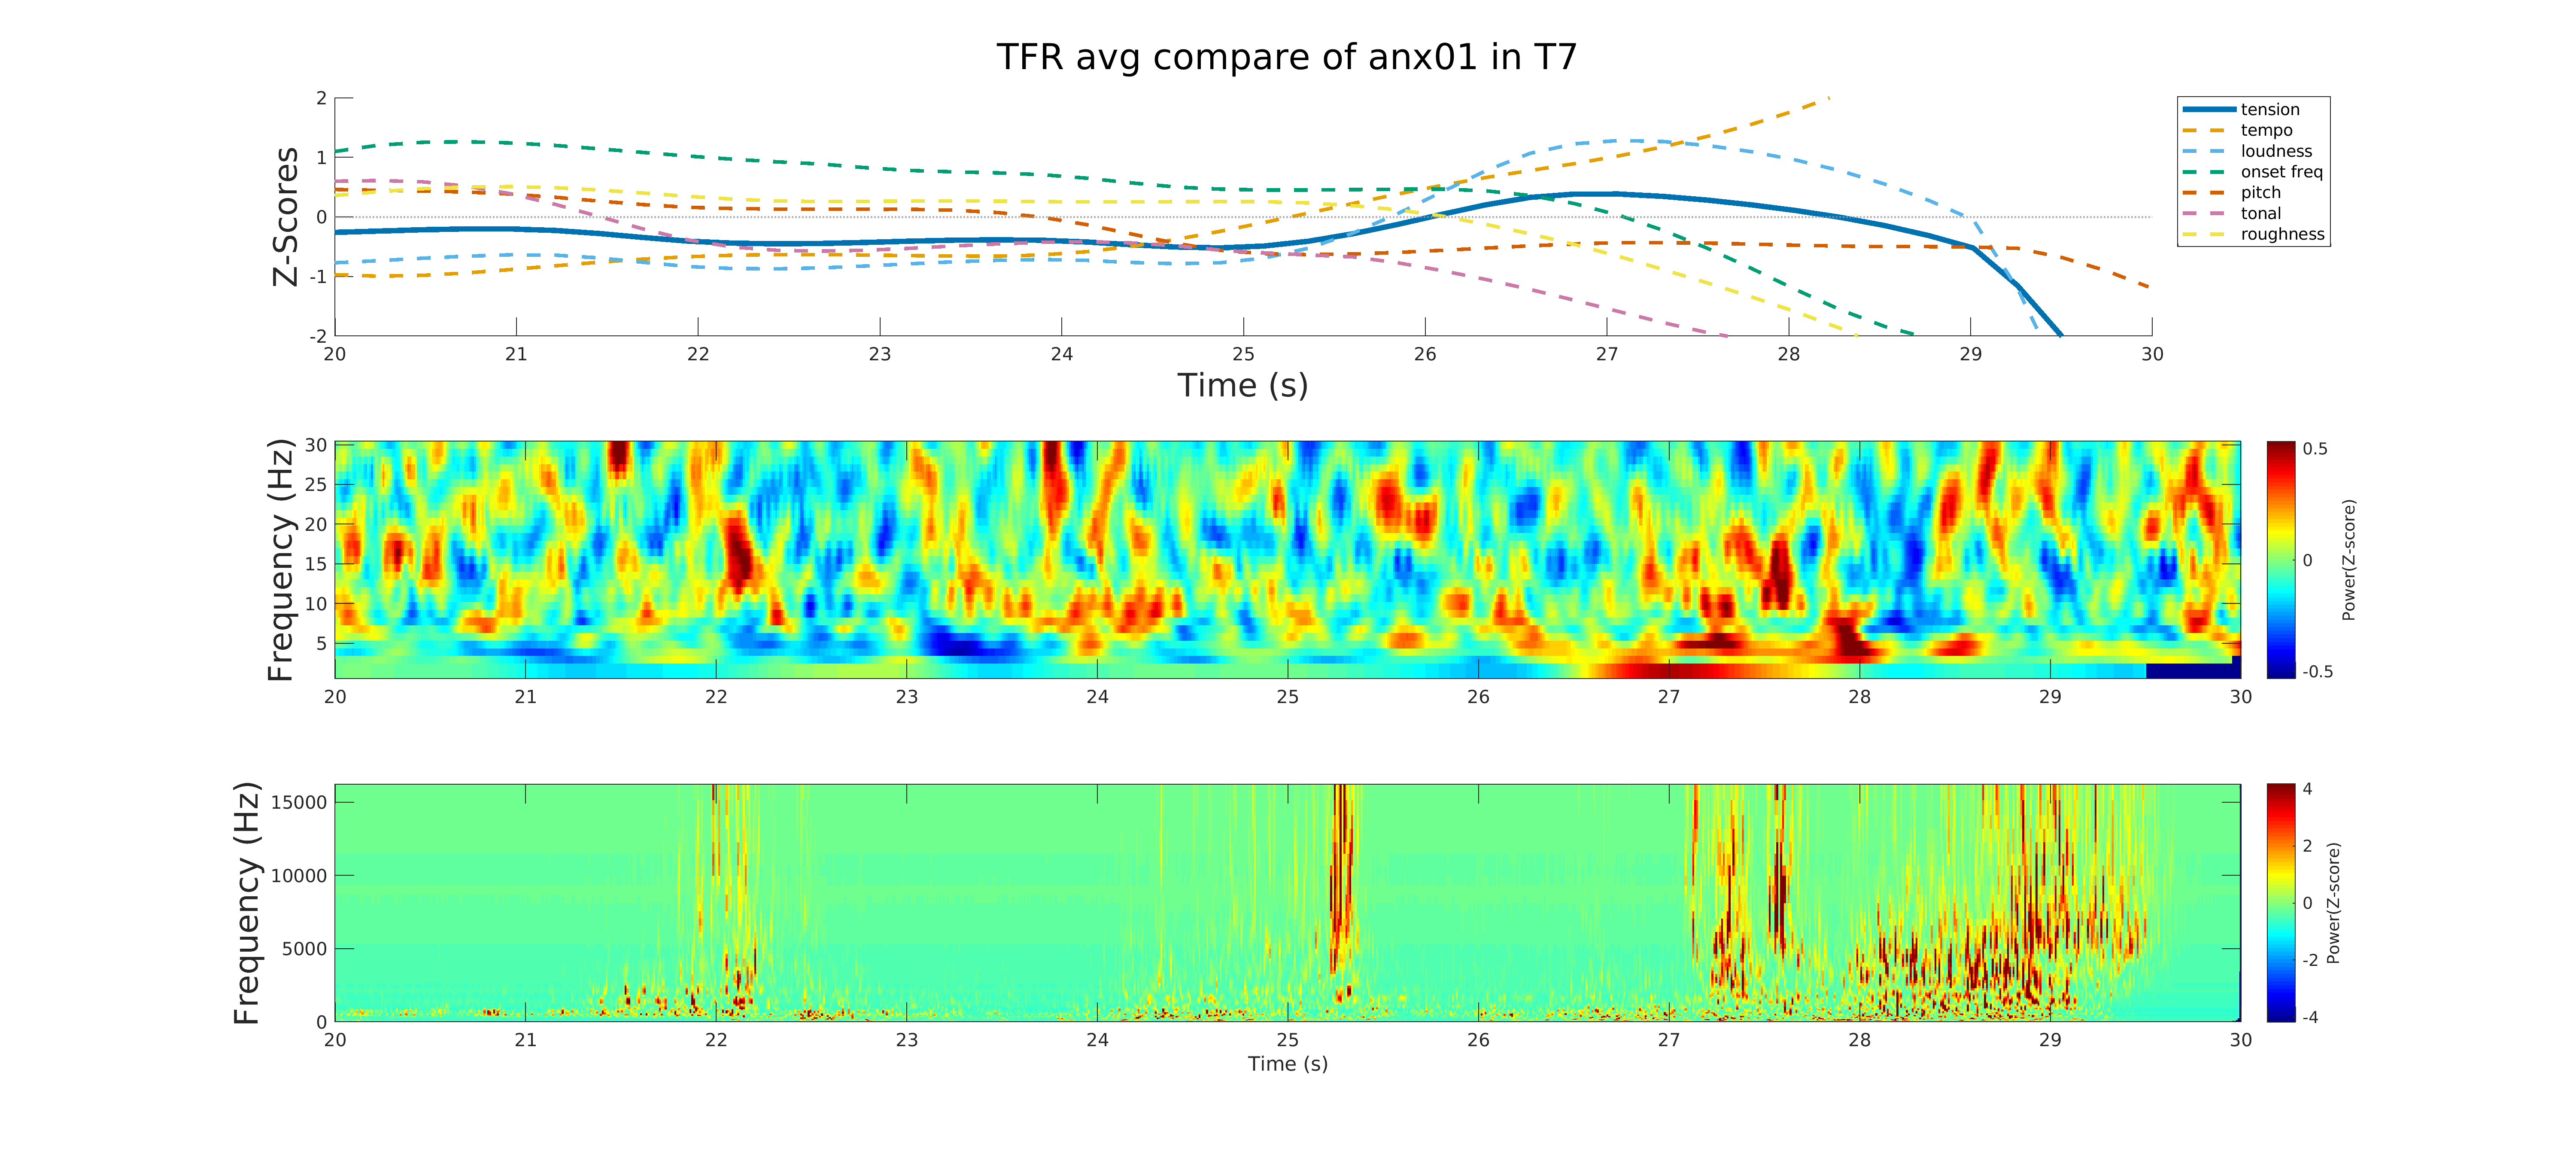 TFR avg compare of anx01 in T7
Z-Scores
2
1
0
-1
-2
20 21 22 23 24 25 26 27 28 29 30
Time (s)
tension
tempo
loudness
onset freq
pitch
tonal
roughness
Frequency (Hz)
30
25
20
15
10
5
20 21 22 23 24 25 26 27 28 29 30
0.5
0
-0.5
Power(Z-score)
Frequency (Hz)
15000
10000
5000
0
20 21 22 23 24 25 26 27 28 29 30
Time (s)
4
2
0
-2
-4
Power(Z-score)